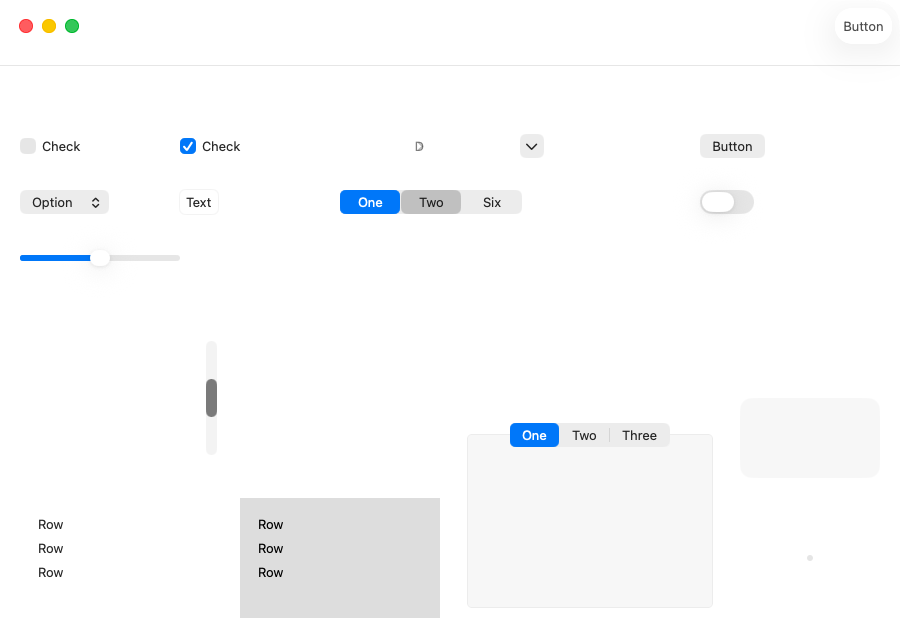 Button
Check
Check
D
Button
Option
Text
One
Two
Six
One
Two
Three
Row
Row
Row
Row
Row
Row